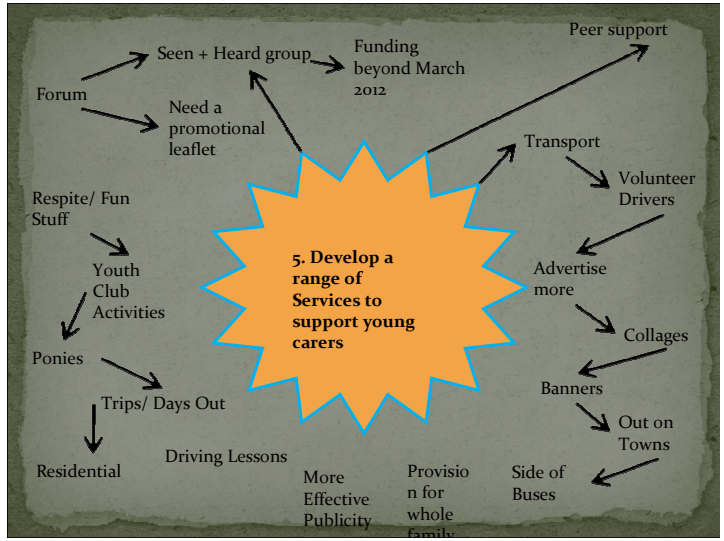 Peer support
Seen + Heard group
Funding
beyond March
2012
Forum
Need a
promotional
leaflet
Transport
Volunteer
Drivers
Respite/ Fun
Stuff
Youth
Club
Activities
5. Develop a
range of
Services to
support young
carers
Advertise
more
Collages
Ponies
Banners
Trips/ Days Out
Out on
Towns
Residential
Driving Lessons
More
Effective
Publicity
Provisio
n for
whole
family
Side of
Buses